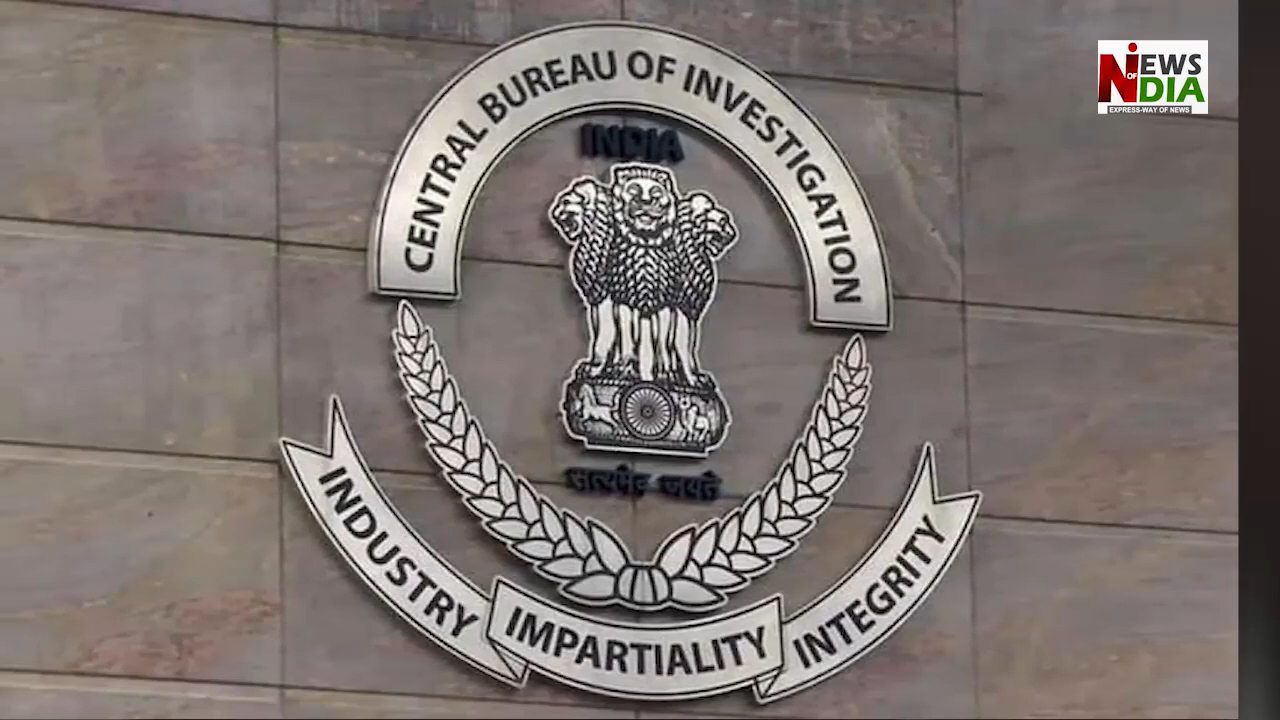 CENTRAL BUREAU OF INVESTIGATION
INDIA
सत्यमेव जयते
INDUSTRY
IMPARTIALITY
INTEGRITY
NEWS
OF
INDIA
EXPRESS-WAY OF NEWS